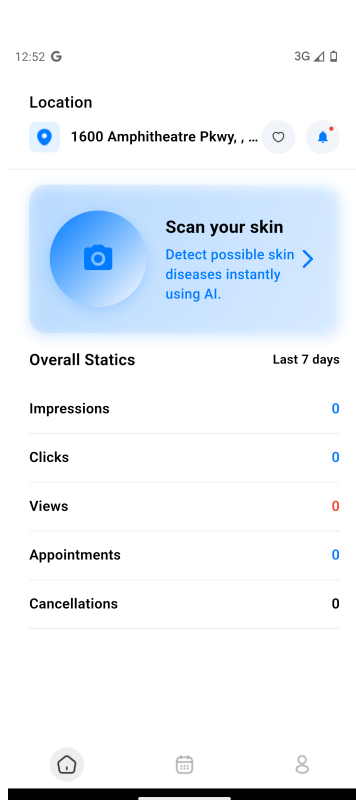 12:52 G 3G
Location
1600 Amphitheatre Pkwy, , ...
Scan your skin
Detect possible skin
diseases instantly
using AI.
Overall Statics Last 7 days
Impressions 0
Clicks 0
Views 0
Appointments 0
Cancellations 0